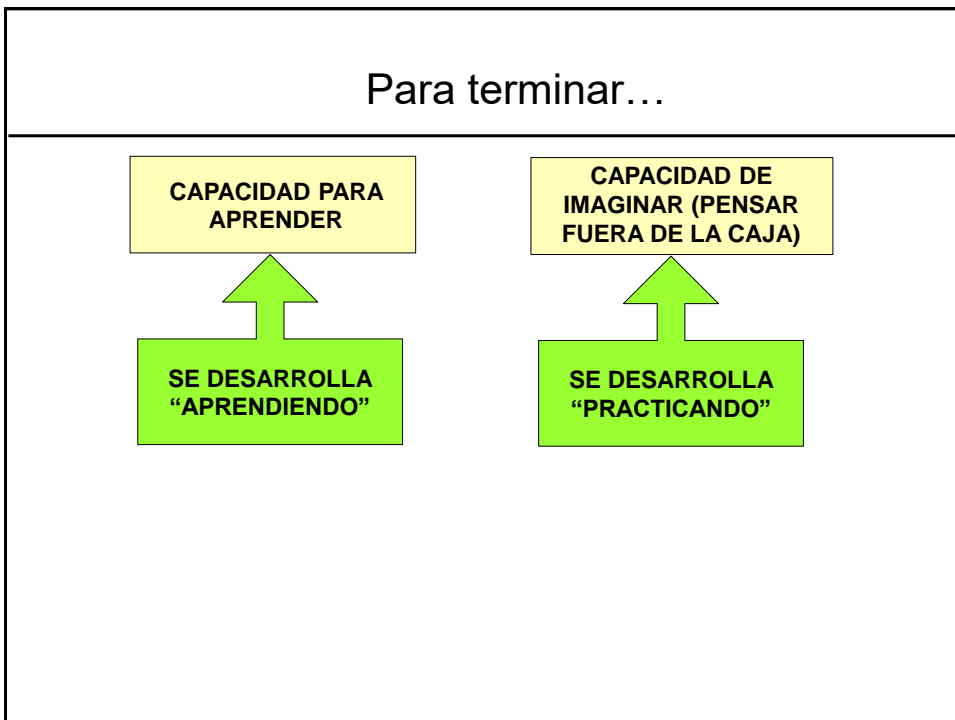 Para terminar…
CAPACIDAD PARA
APRENDER
CAPACIDAD DE
IMAGINAR (PENSAR
FUERA DE LA CAJA)
SE DESARROLLA
“APRENDIENDO”
SE DESARROLLA
“PRACTICANDO”